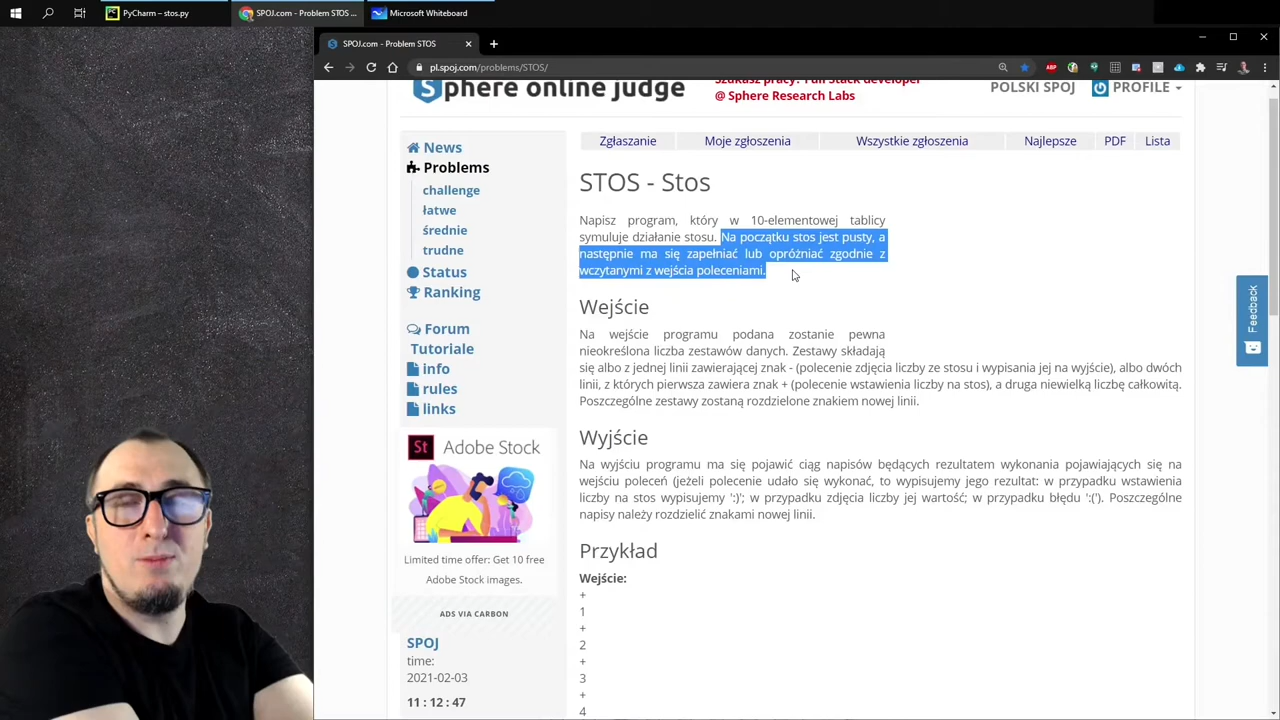 PyCharm – stos.py
SPOJ.com - Problem STOS ...
Microsoft Whiteboard
SPOJ.com - Problem STOS
pl.spoj.com/problems/STOS/
ABP
Sphere online judge
Szukasz pracy? Full Stack developer
@ Sphere Research Labs
POLSKI SPOJ
PROFILE
News
Problems
challenge
łatwe
średnie
trudne
Status
Ranking
Forum
Tutoriale
info
rules
links
St Adobe Stock
Limited time offer: Get 10 free
Adobe Stock images.
ADS VIA CARBON
SPOJ
time:
2021-02-03
11 : 12 : 47
Zgłaszanie
Moje zgłoszenia
Wszystkie zgłoszenia
Najlepsze
PDF
Lista
STOS - Stos
Napisz program, który w 10-elementowej tablicy
symuluje działanie stosu. Na początku stos jest pusty, a
następnie ma się zapełniać lub opróżniać zgodnie z
wczytanymi z wejścia poleceniami.
Wejście
Na wejście programu podana zostanie pewna
nieokreślona liczba zestawów danych. Zestawy składają
się albo z jednej linii zawierającej znak - (polecenie zdjęcia liczby ze stosu i wypisania jej na wyjście), albo dwóch
linii, z których pierwsza zawiera znak + (polecenie wstawienia liczby na stos), a druga niewielką liczbę całkowitą.
Poszczególne zestawy zostaną rozdzielone znakiem nowej linii.
Wyjście
Na wyjściu programu ma się pojawić ciąg napisów będących rezultatem wykonania pojawiających się na
wejściu poleceń (jeżeli polecenie udało się wykonać, to wypisujemy jego rezultat: w przypadku wstawienia
liczby na stos wypisujemy ':)'; w przypadku zdjęcia liczby jej wartość; w przypadku błędu ':('). Poszczególne
napisy należy rozdzielić znakami nowej linii.
Przykład
Wejście:
+
1
+
2
+
3
+
4
Feedback